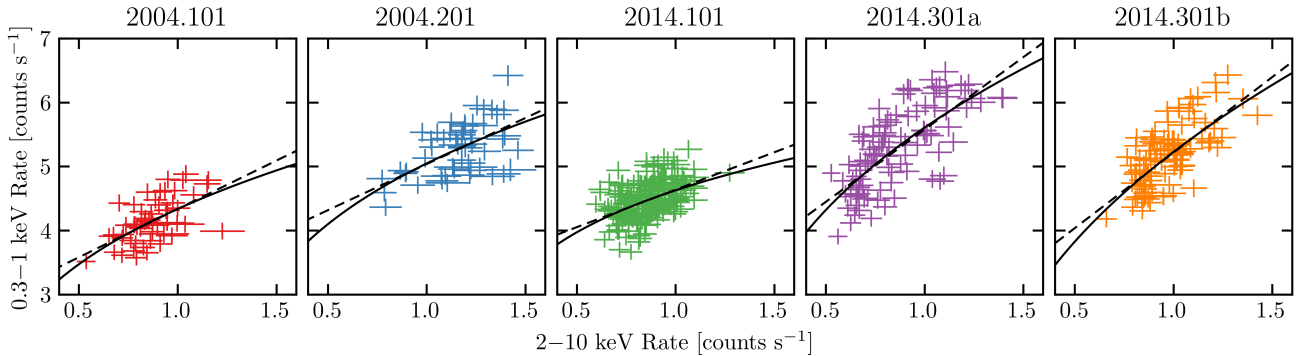 2004.101 2004.201 2014.101 2014.301a 2014.301b
0.3−1 keV Rate [counts s⁻¹]
7
6
5
4
3
0.5 1.0 1.5 0.5 1.0 1.5 0.5 1.0 1.5 0.5 1.0 1.5 0.5 1.0 1.5
2−10 keV Rate [counts s⁻¹]